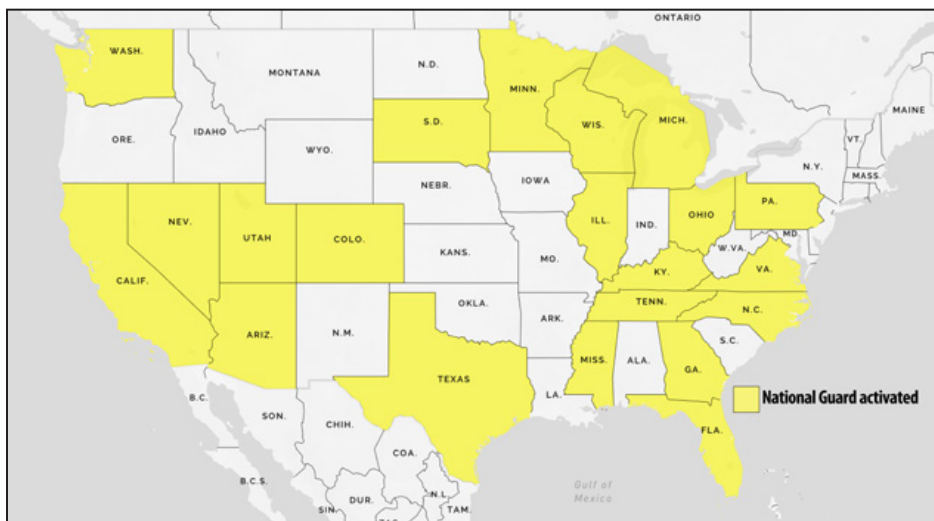 ONTARIO
WASH.
MONTANA
N.D.
MINN.
MAINE
ORE.
IDAHO
S.D.
WIS.
MICH.
VT.
WYO.
N.Y.
MASS.
NEBR.
IOWA
PA.
NEV.
UTAH
COLO.
ILL.
IND.
OHIO
MD.
W.VA.
KANS.
MO.
VA.
CALIF.
KY.
TENN.
N.C.
OKLA.
ARK.
ARIZ.
N.M.
S.C.
MISS.
ALA.
GA.
TEXAS
LA.
National Guard activated
B.C.
SON.
CHIH.
FLA.
COA.
B.C.S.
Gulf of
Mexico
N.L.
DUR.
SIN.
TAM.